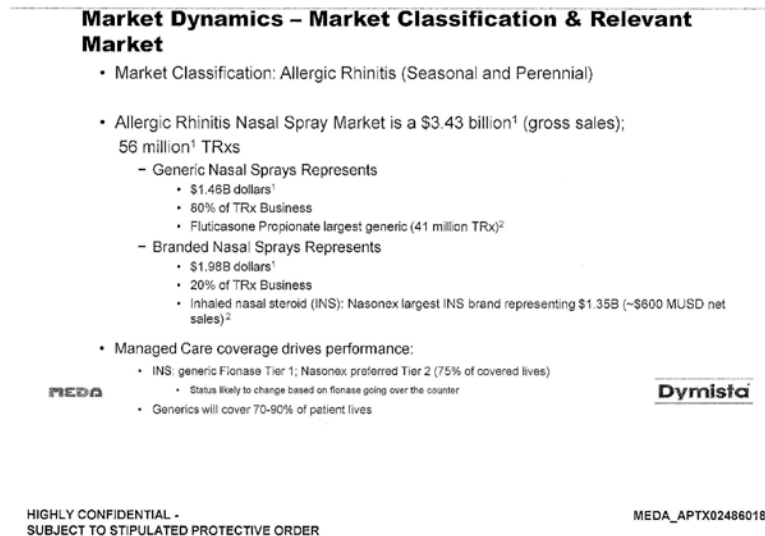 Market Dynamics – Market Classification & Relevant
Market
• Market Classification: Allergic Rhinitis (Seasonal and Perennial)
• Allergic Rhinitis Nasal Spray Market is a $3.43 billion¹ (gross sales);
56 million¹ TRxs
– Generic Nasal Sprays Represents
• $1.46B dollars¹
• 80% of TRx Business
• Fluticasone Propionate largest generic (41 million TRx)²
– Branded Nasal Sprays Represents
• $1.98B dollars¹
• 20% of TRx Business
• Inhaled nasal steroid (INS): Nasonex largest INS brand representing $1.35B (~$600 MUSD net
sales)²
• Managed Care coverage drives performance:
• INS: generic Flonase Tier 1; Nasonex preferred Tier 2 (75% of covered lives)
• Status likely to change based on flonase going over the counter
• Generics will cover 70-90% of patient lives
MEDA
Dymista
HIGHLY CONFIDENTIAL -
SUBJECT TO STIPULATED PROTECTIVE ORDER
MEDA_APTX02486018